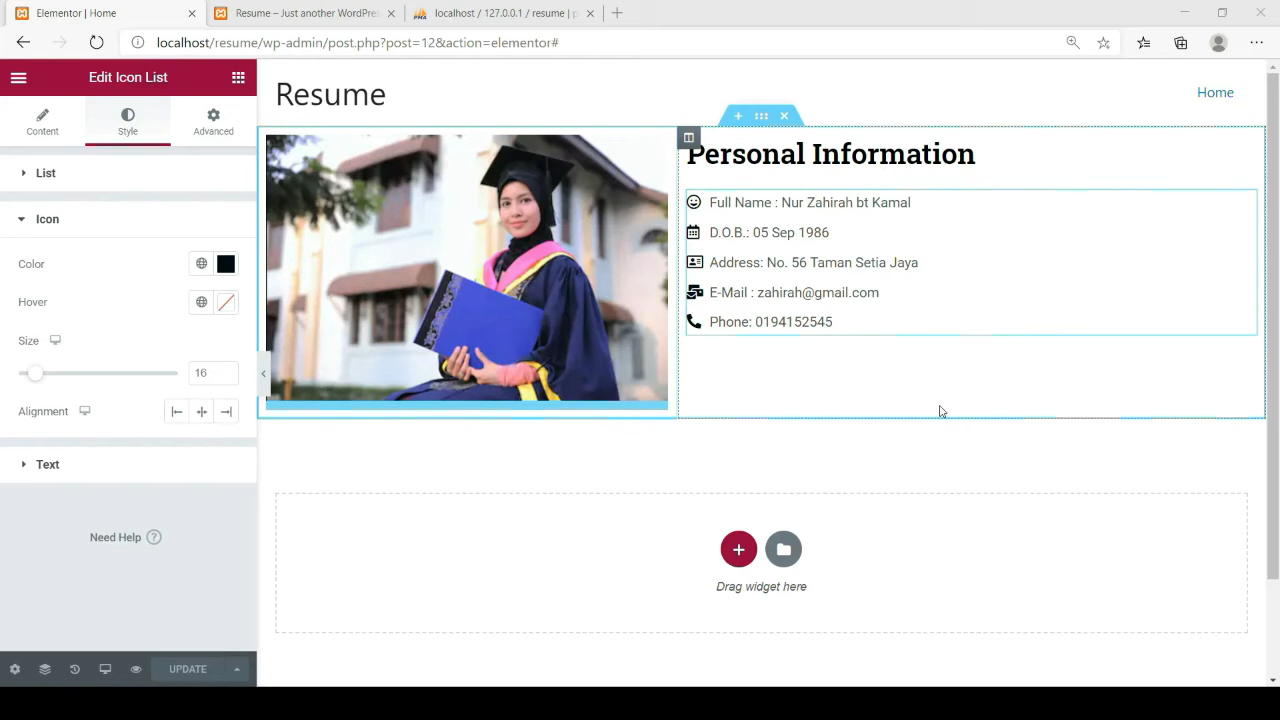 Elementor | Home
Resume – Just another WordPres
localhost / 127.0.0.1 / resume | p
localhost/resume/wp-admin/post.php?post=12&action=elementor#
Edit Icon List
Content
Style
Advanced
List
Icon
Color
Hover
Size
16
Alignment
Text
Need Help ?
UPDATE
Resume
Home
Personal Information
Full Name : Nur Zahirah bt Kamal
D.O.B.: 05 Sep 1986
Address: No. 56 Taman Setia Jaya
E-Mail : zahirah@gmail.com
Phone: 0194152545
Drag widget here